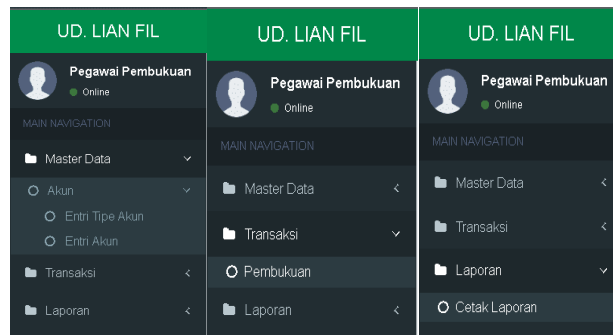 UD. LIAN FIL
Pegawai Pembukuan
Online
MAIN NAVIGATION
Master Data
Akun
Entri Tipe Akun
Entri Akun
Transaksi
Laporan
UD. LIAN FIL
Pegawai Pembukuan
Online
MAIN NAVIGATION
Master Data
Transaksi
Pembukuan
Laporan
UD. LIAN FIL
Pegawai Pembukuan
Online
MAIN NAVIGATION
Master Data
Transaksi
Laporan
Cetak Laporan